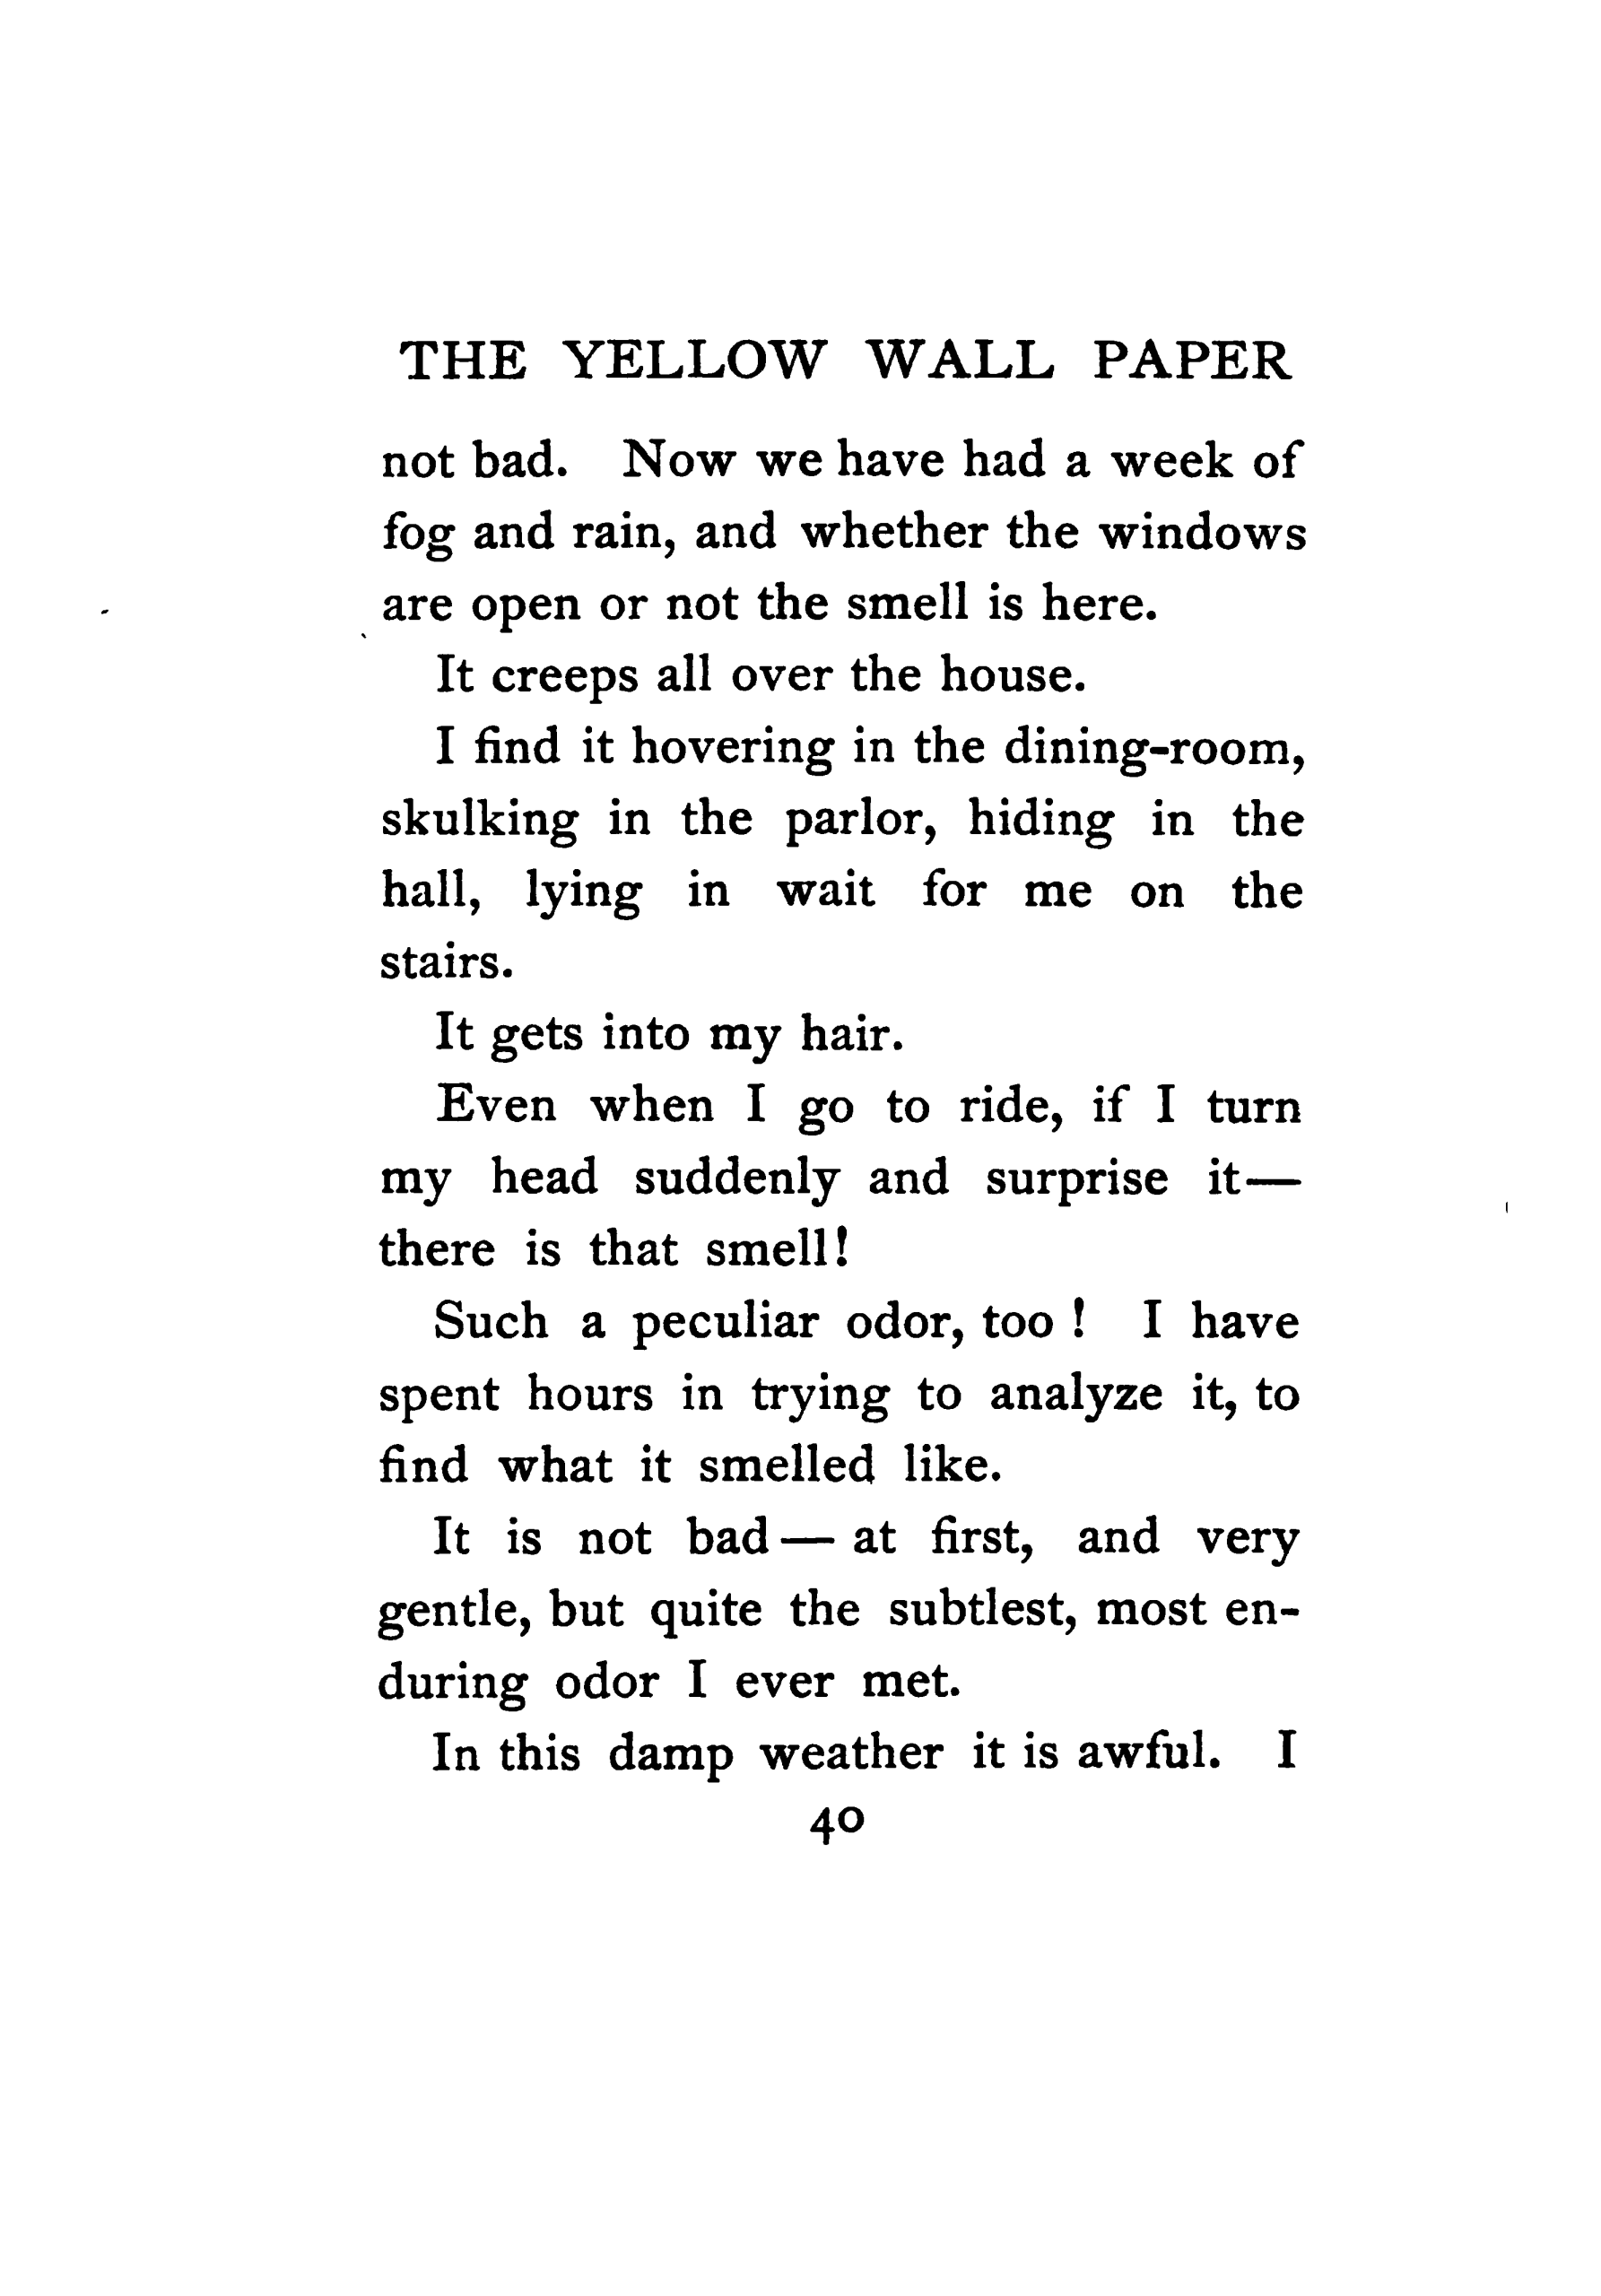 THE YELLOW WALL PAPER
not bad. Now we have had a week of
fog and rain, and whether the windows
are open or not the smell is here.
It creeps all over the house.
I find it hovering in the dining-room,
skulking in the parlor, hiding in the
hall, lying in wait for me on the
stairs.
It gets into my hair.
Even when I go to ride, if I turn
my head suddenly and surprise it—
there is that smell!
Such a peculiar odor, too! I have
spent hours in trying to analyze it, to
find what it smelled like.
It is not bad — at first, and very
gentle, but quite the subtlest, most en-
during odor I ever met.
In this damp weather it is awful. I
40